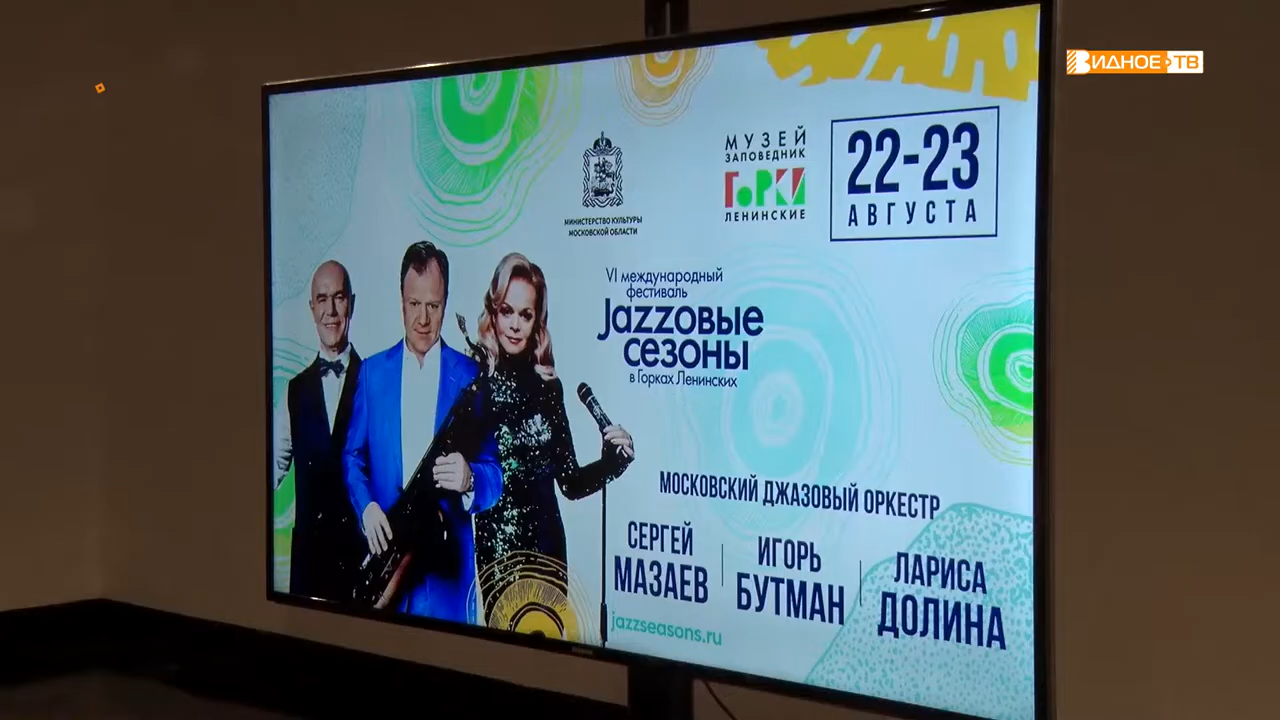 ВИДНОЕ ТВ
МУЗЕЙ
ЗАПОВЕДНИК
ГОРКИ
ЛЕНИНСКИЕ
22-23
АВГУСТА
МИНИСТЕРСТВО КУЛЬТУРЫ
МОСКОВСКОЙ ОБЛАСТИ
VI международный
фестиваль
Jazzовые
сезоны
в Горках Ленинских
МОСКОВСКИЙ ДЖАЗОВЫЙ ОРКЕСТР
СЕРГЕЙ
МАЗАЕВ
ИГОРЬ
БУТМАН
ЛАРИСА
ДОЛИНА
jazzseasons.ru